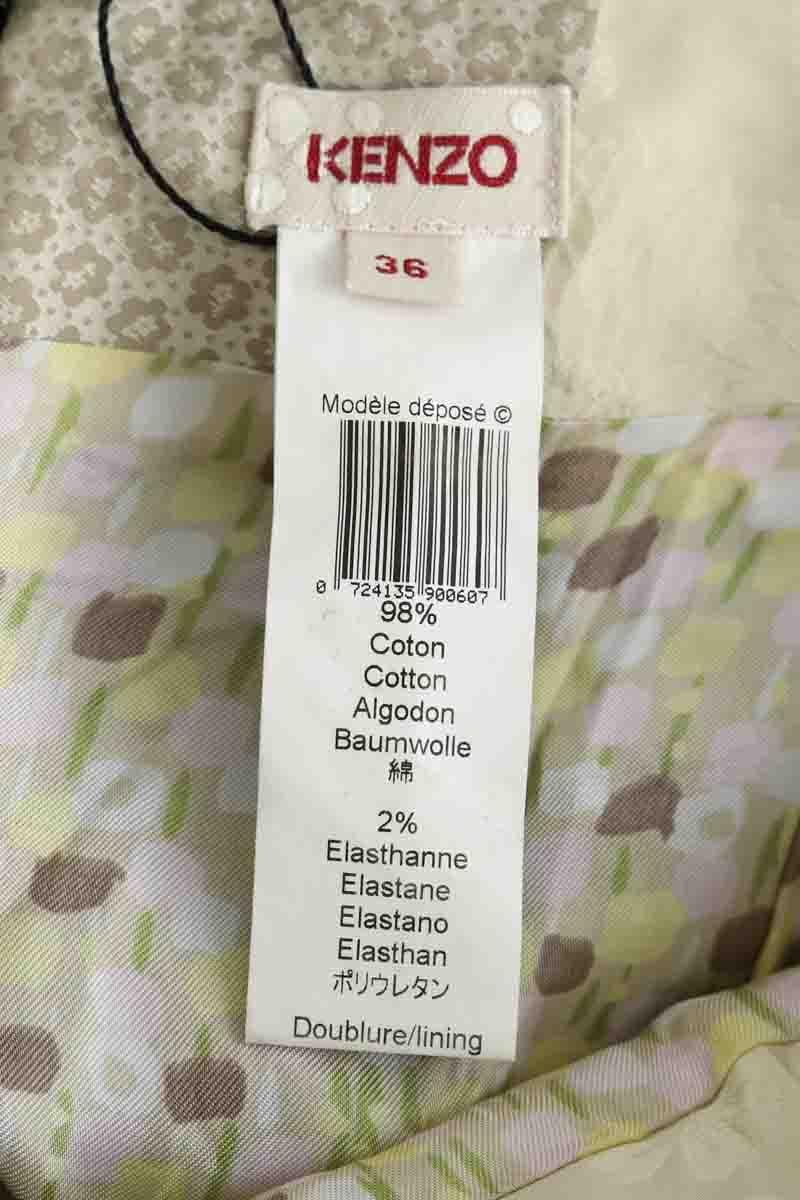 KENZO
36
Modèle déposé ©
0 724135 900607
98%
Coton
Cotton
Algodon
Baumwolle
綿
2%
Elasthanne
Elastane
Elastano
Elasthan
ポリウレタン
Doublure/lining